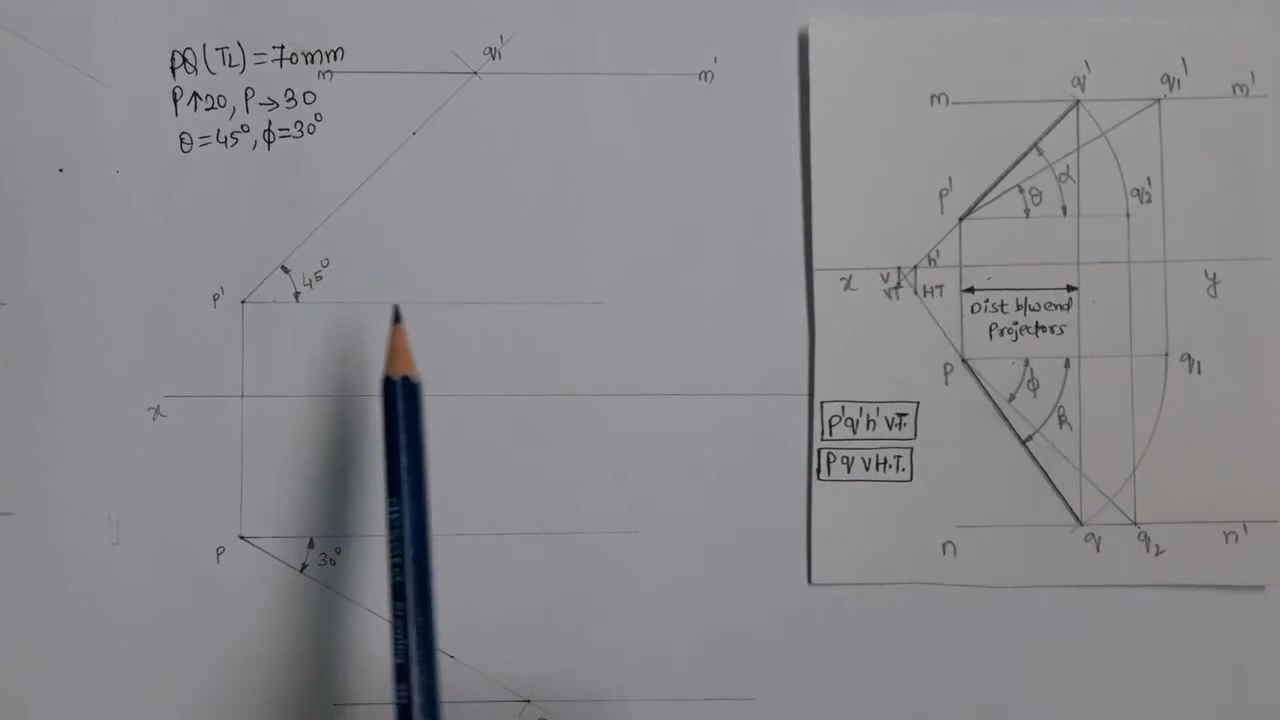 PQ(TL)=70mm
P↑20, P→30
θ=45°, ϕ=30°
m
q1'
m'
p'
45°
x
P
30°
m
q'
q1'
m'
p'
θ
α
q2'
x
V
VT
h'
HT
y
Dist b/w end
Projectors
P
ϕ
β
q1
p'q'h'V.T.
P q V H.T.
n
q
q2
n'